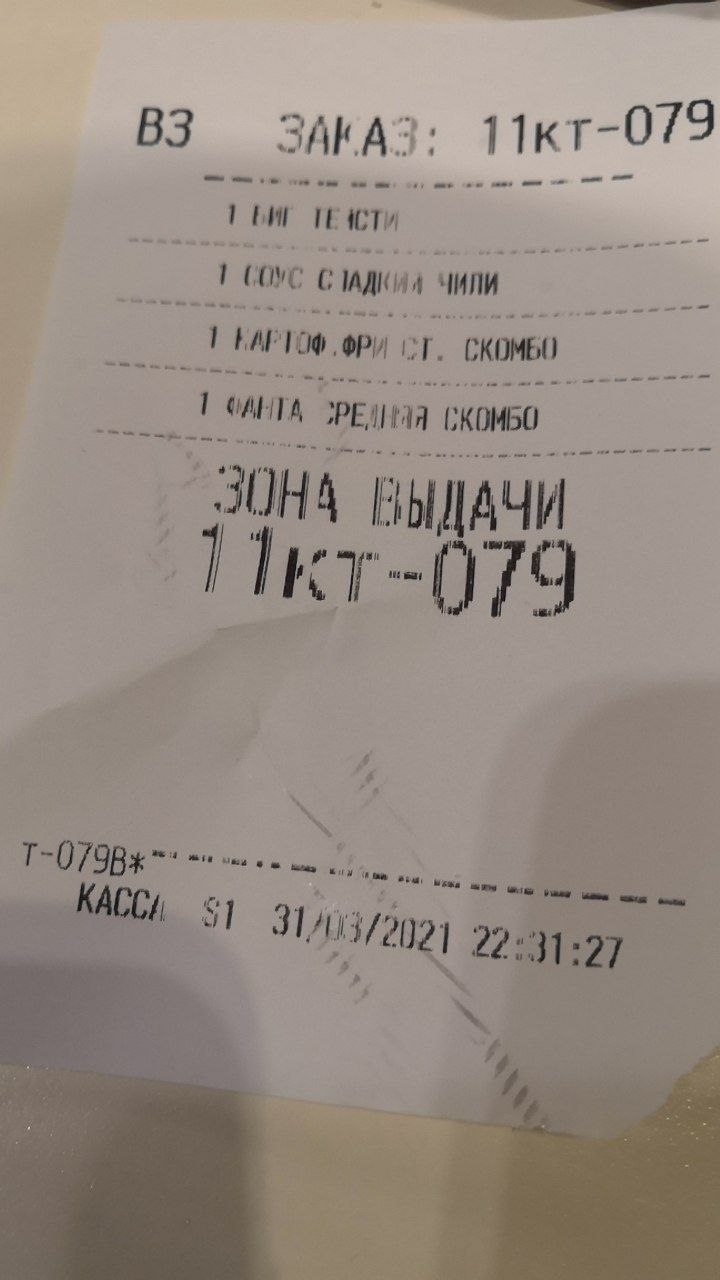 ВЗ ЗАКАЗ: 11кт-079
1 БИГ ТЕЙСТИ
1 СОУС СЛАДКИЙ ЧИЛИ
1 КАРТОФ.ФРИ СТ. СКОМБО
1 ФАНТА СРЕДНЯЯ СКОМБО
ЗОНА ВЫДАЧИ
11кт-079
т-079В*
КАССА S1 31/03/2021 22:31:27